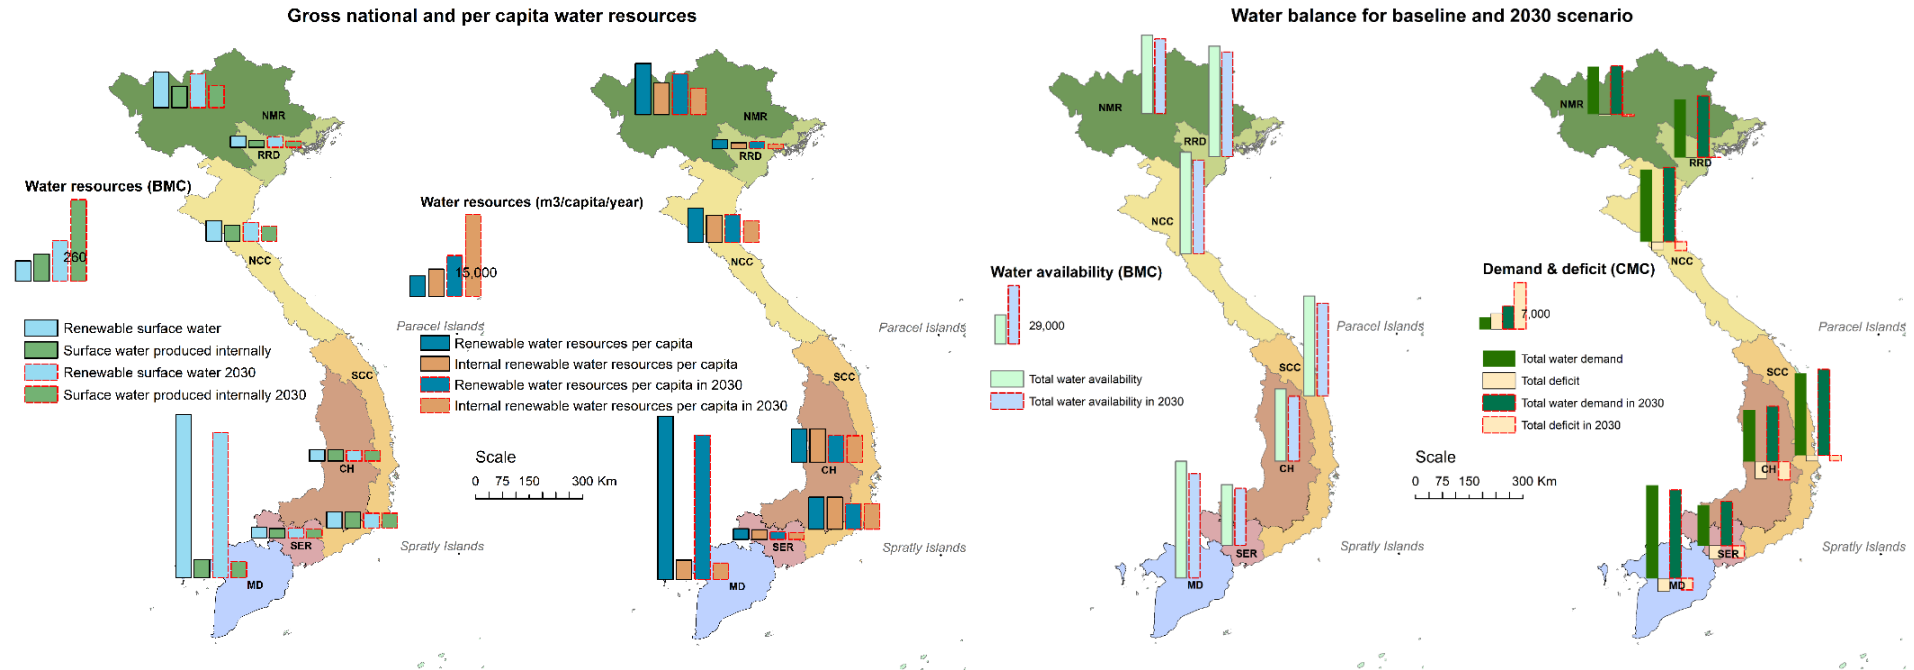 Gross national and per capita water resources
NMR
RRD
Water resources (BMC)
260
NCC
Renewable surface water
Surface water produced internally
Renewable surface water 2030
Surface water produced internally 2030
Paracel Islands
SCC
CH
SER
MD
Spratly Islands
NMR
RRD
Water resources (m3/capita/year)
15,000
NCC
Renewable water resources per capita
Internal renewable water resources per capita
Renewable water resources per capita in 2030
Internal renewable water resources per capita in 2030
Paracel Islands
SCC
Scale
0 75 150 300 Km
CH
SER
MD
Spratly Islands
Water balance for baseline and 2030 scenario
NMR
RRD
NCC
Water availability (BMC)
29,000
Total water availability
Total water availability in 2030
Paracel Islands
SCC
CH
SER
MD
Spratly Islands
Scale
0 75 150 300 Km
NMR
RRD
NCC
Demand & deficit (CMC)
7,000
Total water demand
Total deficit
Total water demand in 2030
Total deficit in 2030
Paracel Islands
SCC
CH
SER
MD
Spratly Islands